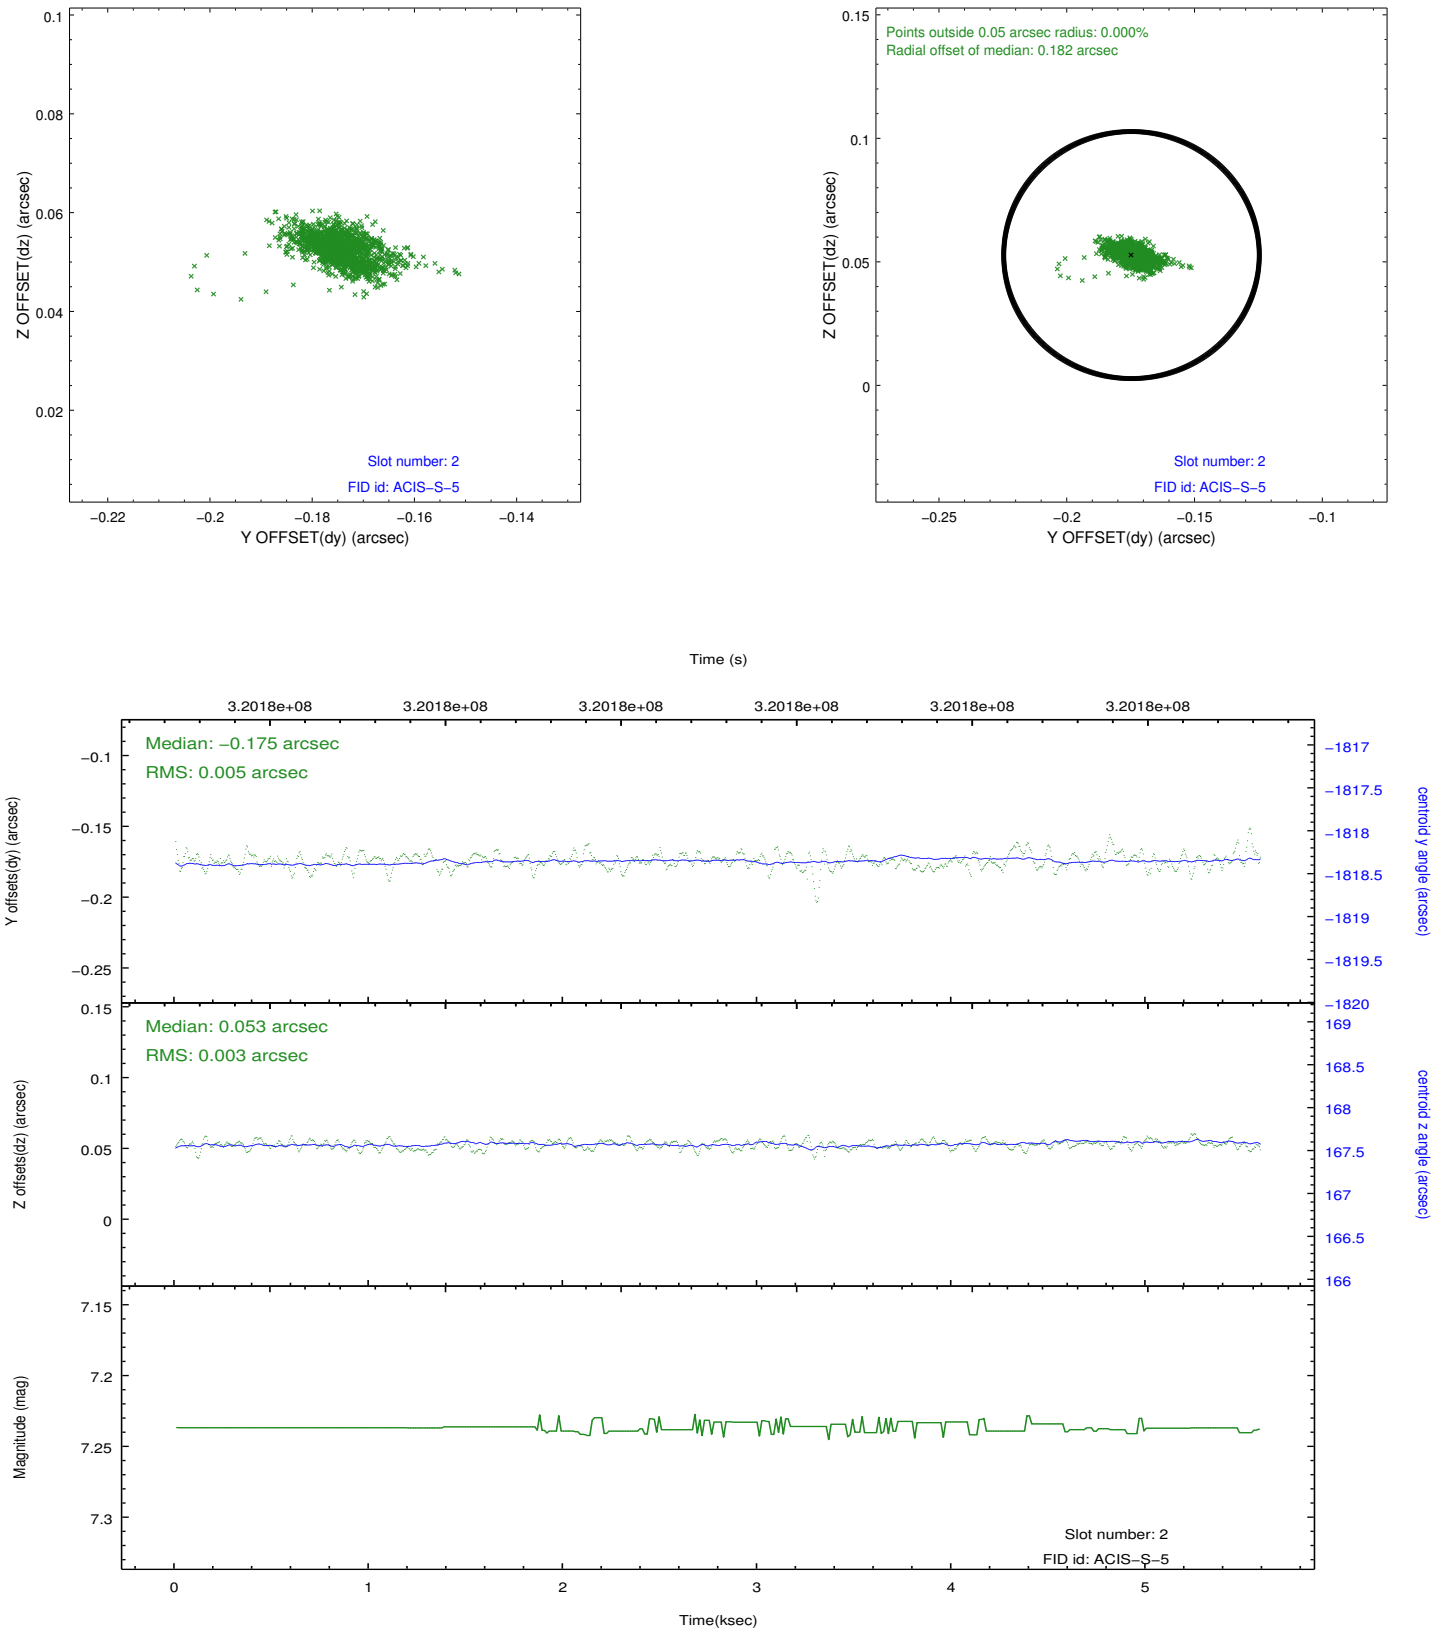 0.1
0.08
0.06
0.04
0.02
Z OFFSET(dz) (arcsec)
Slot number: 2
FID id: ACIS−S−5
−0.22 −0.2 −0.18 −0.16 −0.14
Y OFFSET(dy) (arcsec)
0.15
0.1
0.05
0
Z OFFSET(dz) (arcsec)
Points outside 0.05 arcsec radius: 0.000%
Radial offset of median: 0.182 arcsec
Slot number: 2
FID id: ACIS−S−5
−0.25 −0.2 −0.15 −0.1
Y OFFSET(dy) (arcsec)
Time (s)
3.2018e+08 3.2018e+08 3.2018e+08 3.2018e+08 3.2018e+08 3.2018e+08
Median: −0.175 arcsec
RMS: 0.005 arcsec
−0.1
−0.15
−0.2
−0.25
Y offsets(dy) (arcsec)
−1817
−1817.5
−1818
−1818.5
−1819
−1819.5
−1820
centroid y angle (arcsec)
Median: 0.053 arcsec
RMS: 0.003 arcsec
0.15
0.1
0.05
0
Z offsets(dz) (arcsec)
169
168.5
168
167.5
167
166.5
166
centroid z angle (arcsec)
7.15
7.2
7.25
7.3
Magnitude (mag)
Slot number: 2
FID id: ACIS−S−5
0 1 2 3 4 5
Time(ksec)